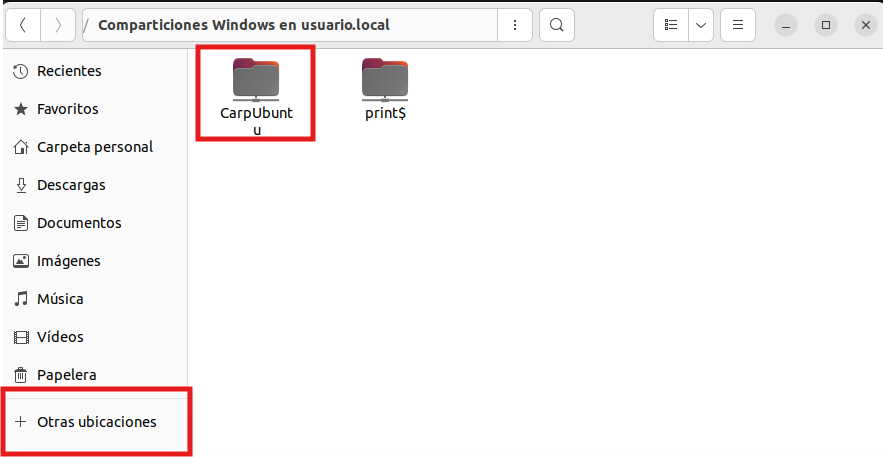 / Comparticiones Windows en usuario.local
Recientes
Favoritos
Carpeta personal
Descargas
Documentos
Imágenes
Música
Vídeos
Papelera
+ Otras ubicaciones
CarpUbunt
u
print$